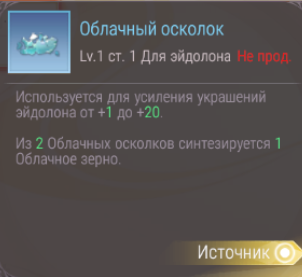 Облачный осколок
Lv.1 ст. 1 Для эйдолона Не прод.
Используется для усиления украшений
эйдолона от +1 до +20.
Из 2 Облачных осколков синтезируется 1
Облачное зерно.
Источник